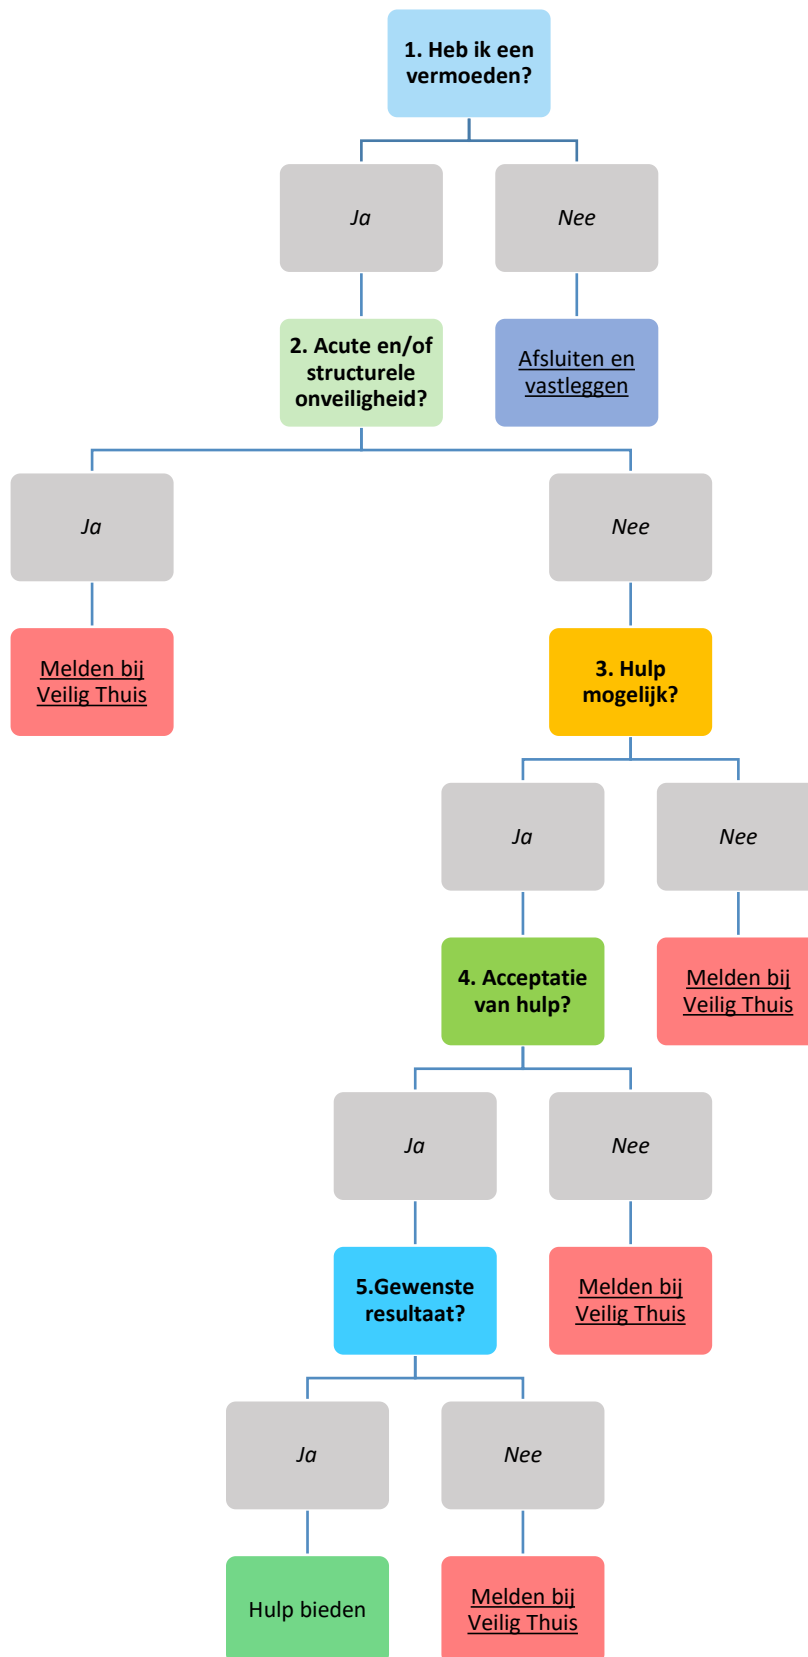 1. Heb ik een
vermoeden?
Ja
Nee
2. Acute en/of
structurele
onveiligheid?
Afsluiten en
vastleggen
Ja
Nee
Melden bij
Veilig Thuis
3. Hulp
mogelijk?
Ja
Nee
4. Acceptatie
van hulp?
Melden bij
Veilig Thuis
Ja
Nee
5.Gewenste
resultaat?
Melden bij
Veilig Thuis
Ja
Nee
Hulp bieden
Melden bij
Veilig Thuis